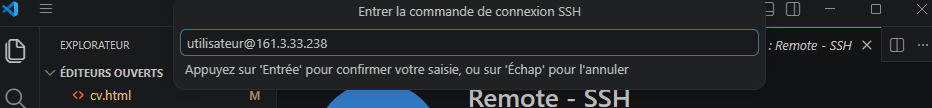 Entrer la commande de connexion SSH
utilisateur@161.3.33.238
Appuyez sur 'Entrée' pour confirmer votre saisie, ou sur 'Échap' pour l'annuler
EXPLORATEUR
ÉDITEURS OUVERTS
cv.html M
: Remote - SSH
Remote - SSH